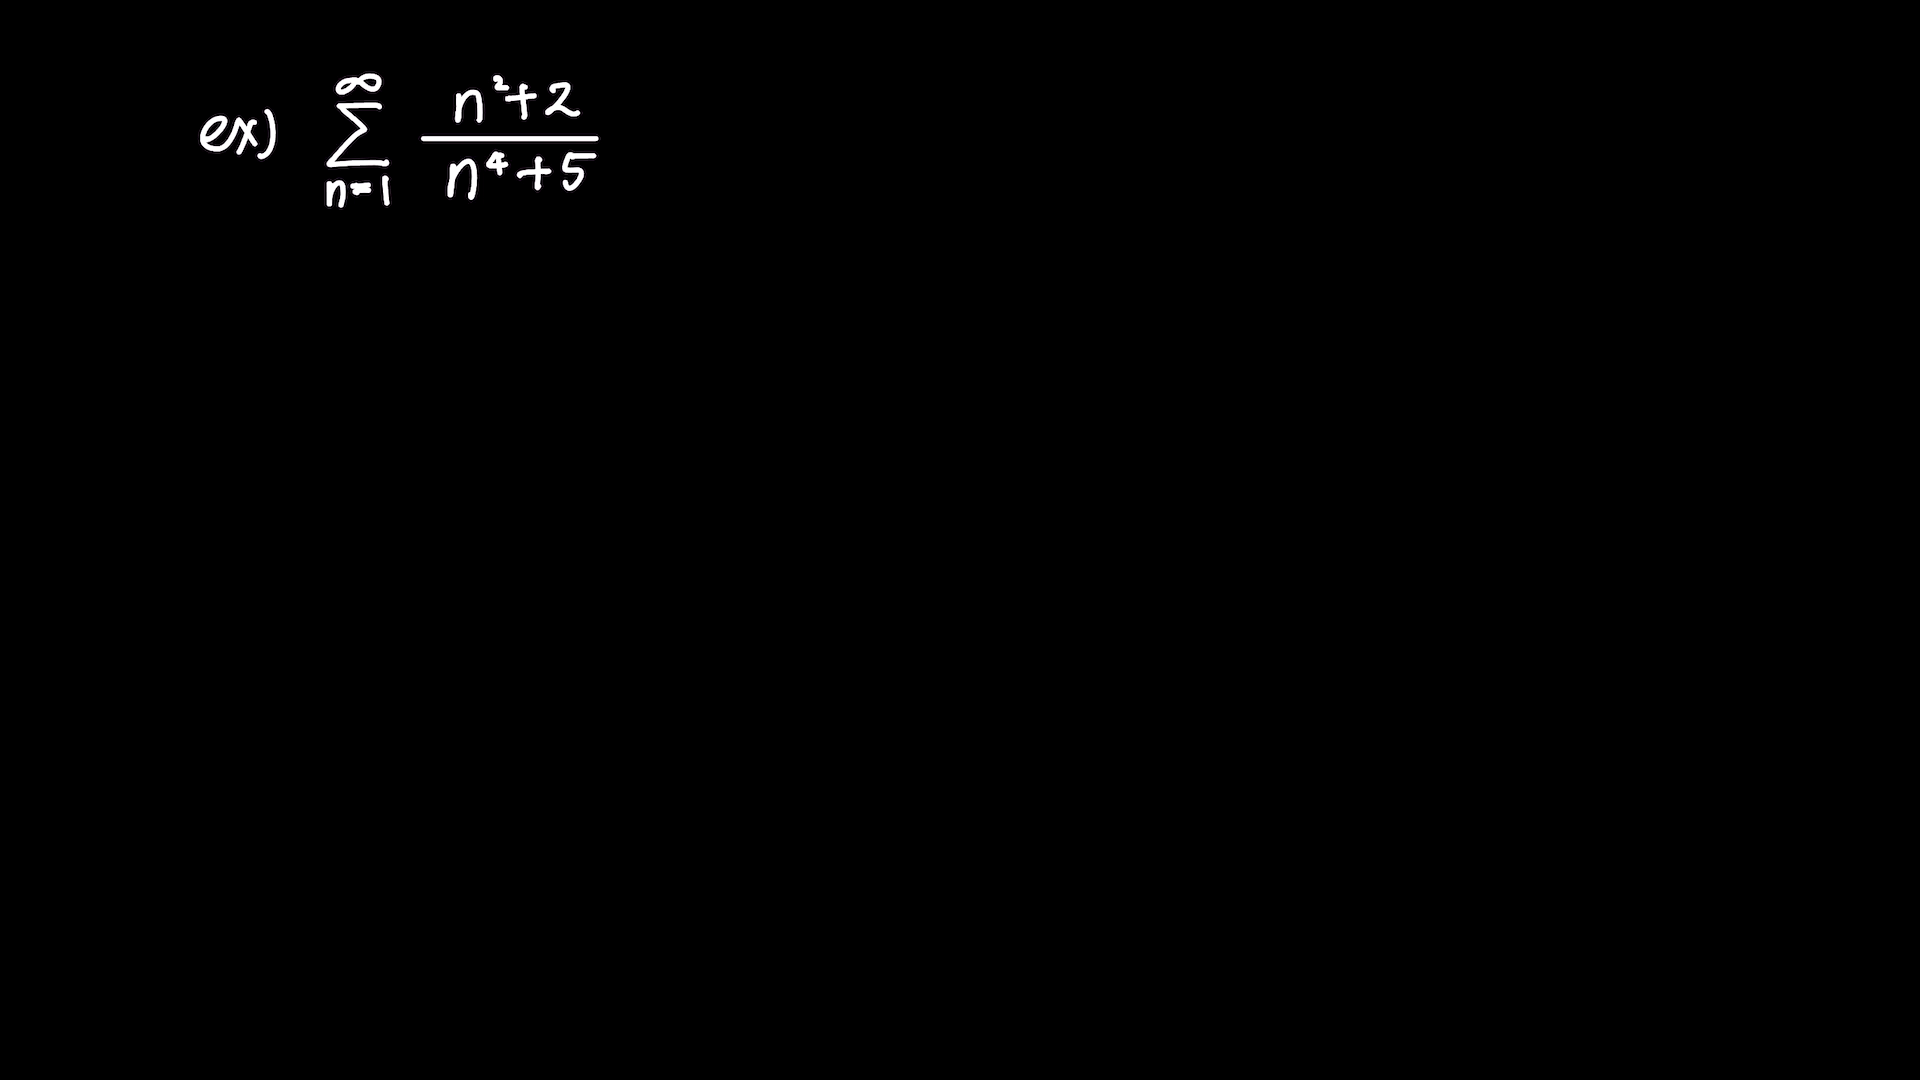 ex) ∞∑n=1 (n²+2)/(n⁴+5)